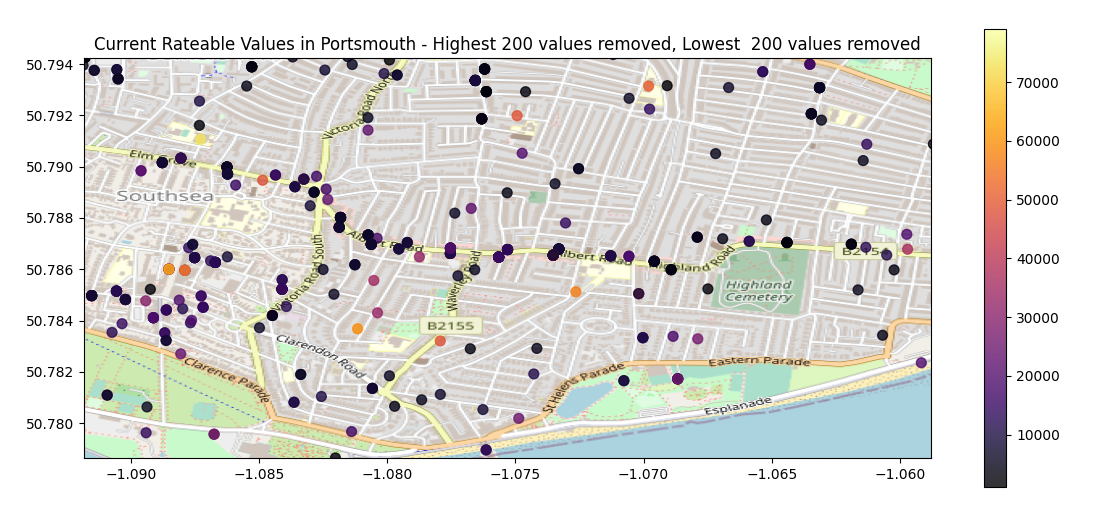 Current Rateable Values in Portsmouth - Highest 200 values removed, Lowest  200 values removed
50.794
50.792
50.790
50.788
50.786
50.784
50.782
50.780
−1.090
−1.085
−1.080
−1.075
−1.070
−1.065
−1.060
70000
60000
50000
40000
30000
20000
10000
Victoria Road North
Elm Grove
Southsea
Albert Road
Albert Road
Highland Road
B2154
Victoria Road South
Waverley Road
Highland
Cemetery
B2155
Clarendon Road
Clarence Parade
St Helens Parade
Eastern Parade
Esplanade